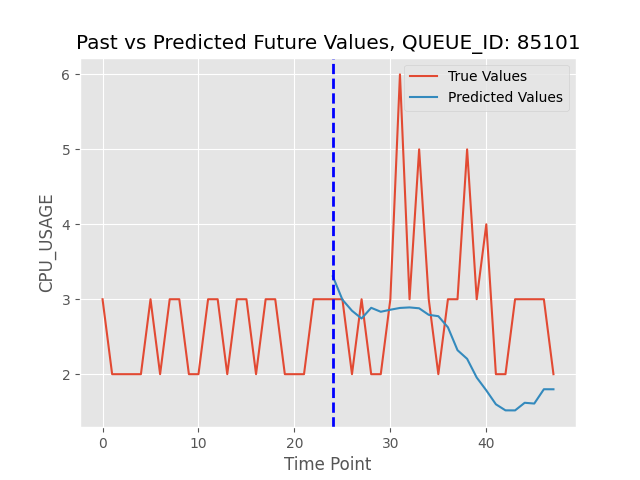 Past vs Predicted Future Values, QUEUE_ID: 85101
True Values
Predicted Values
6
5
4
3
2
CPU_USAGE
0
10
20
30
40
Time Point